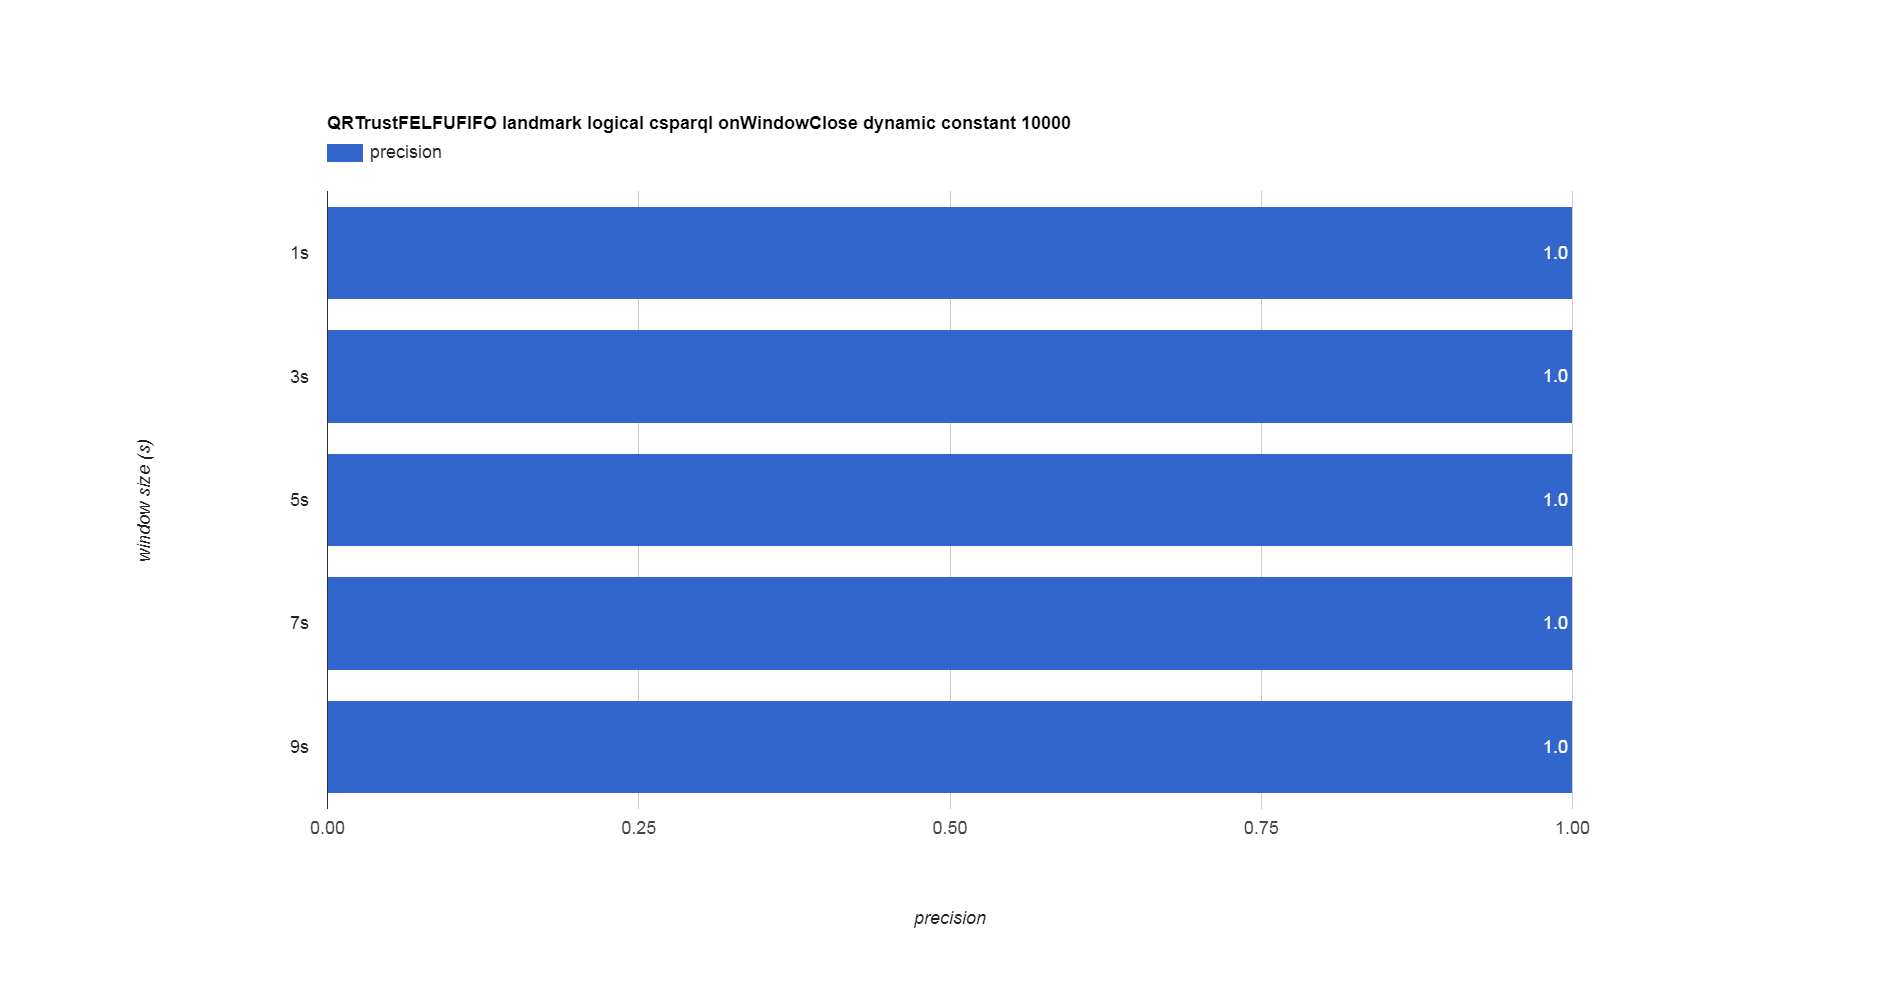 QRTrustFELFUFIFO landmark logical csparql onWindowClose dynamic constant 10000
precision
1s
1.0
3s
1.0
5s
1.0
7s
1.0
9s
1.0
window size (s)
0.00 0.25 0.50 0.75 1.00
precision